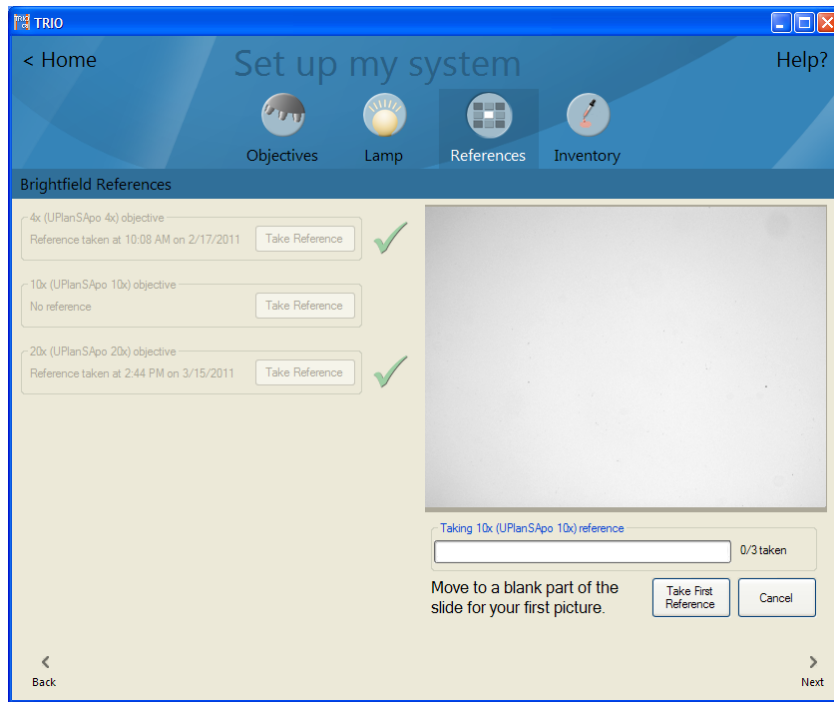 TRIO
< Home
Set up my system
Help?
Objectives
Lamp
References
Inventory
Brightfield References
4x (UPlanSApo 4x) objective
Reference taken at 10:08 AM on 2/17/2011
Take Reference
10x (UPlanSApo 10x) objective
No reference
Take Reference
20x (UPlanSApo 20x) objective
Reference taken at 2:44 PM on 3/15/2011
Take Reference
Taking 10x (UPlanSApo 10x) reference
0/3 taken
Move to a blank part of the
slide for your first picture.
Take First
Reference
Cancel
Back
Next